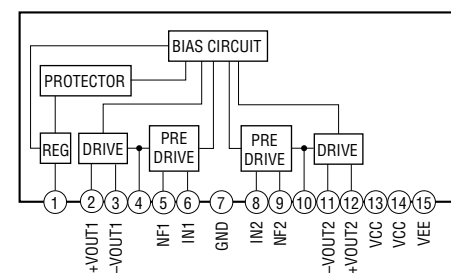 BIAS CIRCUIT
PROTECTOR
REG
DRIVE
PRE
DRIVE
PRE
DRIVE
DRIVE
1
2
3
4
5
6
7
8
9
10
11
12
13
14
15
+VOUT1
−VOUT1
NF1
IN1
GND
IN2
NF2
−VOUT2
+VOUT2
VCC
VCC
VEE